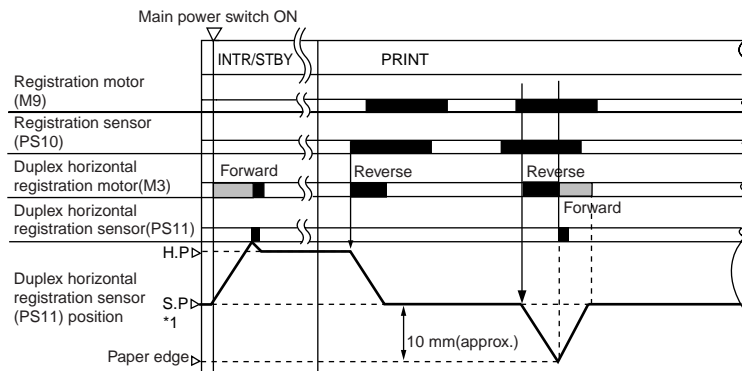 Main power switch ON
INTR/STBY PRINT
Registration motor
(M9)
Registration sensor
(PS10)
Duplex horizontal
registration motor(M3)
Forward Reverse Reverse
Forward
Duplex horizontal
registration sensor(PS11)
H.P
Duplex horizontal
registration sensor
(PS11) position
S.P
*1
10 mm(approx.)
Paper edge